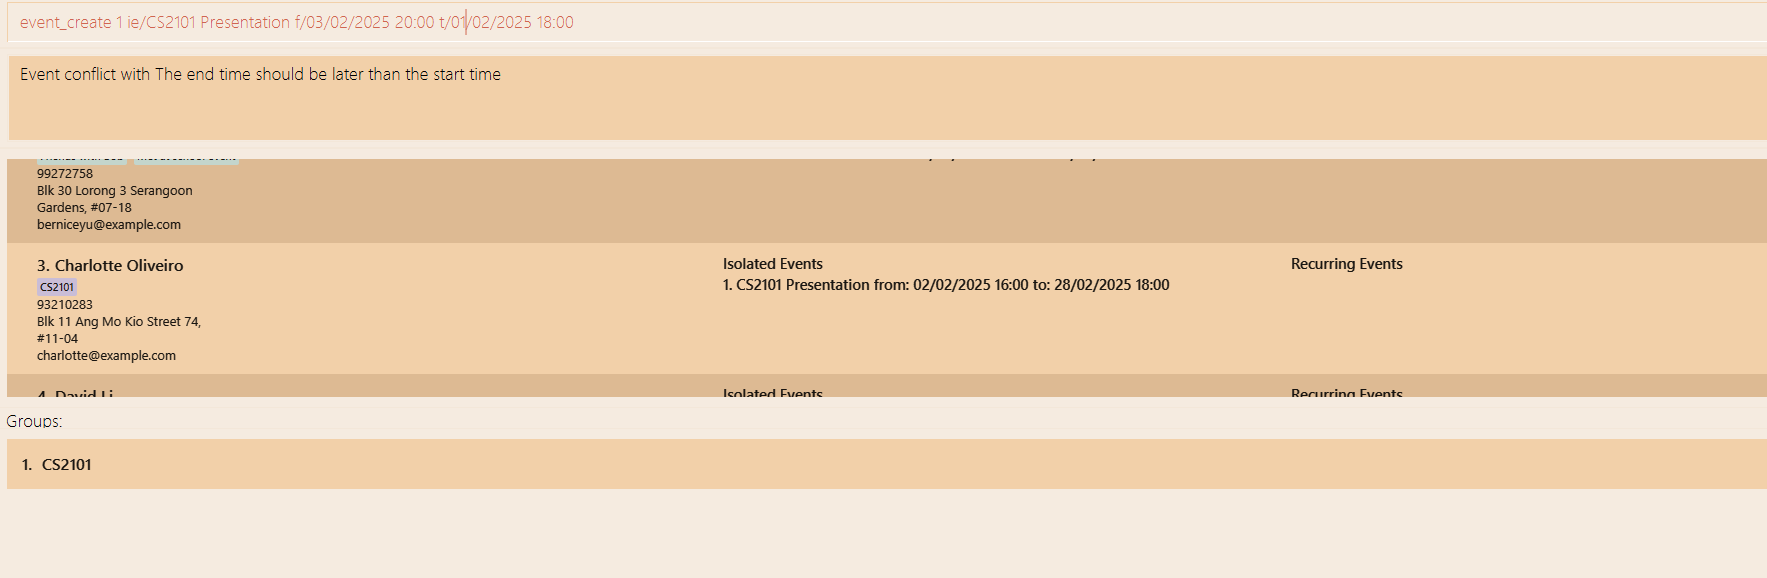 event_create 1 ie/CS2101 Presentation f/03/02/2025 20:00 t/01/02/2025 18:00
Event conflict with The end time should be later than the start time
99272758
Blk 30 Lorong 3 Serangoon
Gardens, #07-18
berniceyu@example.com
3. Charlotte Oliveiro
CS2101
93210283
Blk 11 Ang Mo Kio Street 74,
#11-04
charlotte@example.com
Isolated Events
1. CS2101 Presentation from: 02/02/2025 16:00 to: 28/02/2025 18:00
Recurring Events
4. David Li
Isolated Events
Recurring Events
Groups:
1. CS2101